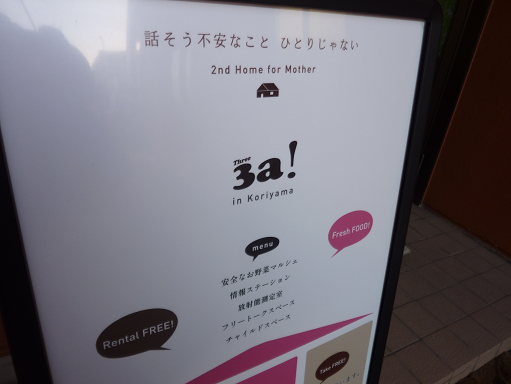 話そう不安なこと ひとりじゃない
2nd Home for Mother
Three
3a!
in Koriyama
menu
Fresh FOOD!
安全なお野菜マルシェ
情報ステーション
放射能測定室
フリートークスペース
チャイルドスペース
Rental FREE!
Take FREE!